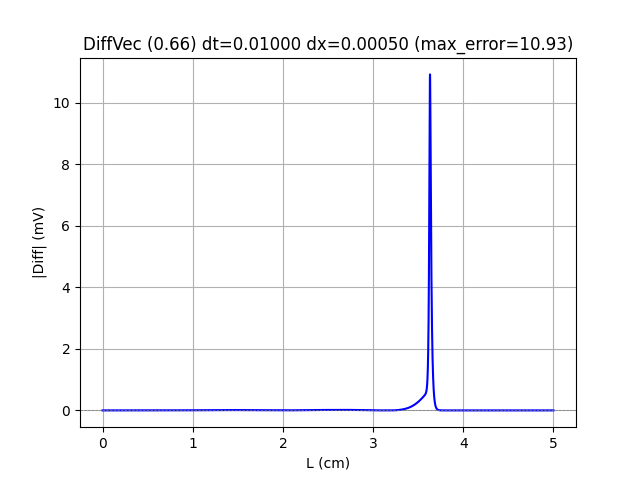 DiffVec (0.66) dt=0.01000 dx=0.00050 (max_error=10.93)
10
8
6
4
2
0
|Diff| (mV)
0 1 2 3 4 5
L (cm)